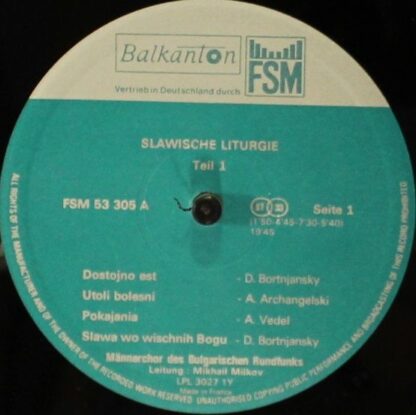 Balkanton
FSM
Vertrieb in Deutschland durch
SLAWISCHE LITURGIE
Teil 1
FSM 53 305 A
ST 33
Seite 1
(1'50-4'45-7'30-5'40)
19'45
Dostojno est - D. Bortnjansky
Utoli bolesni - A. Archangelski
Pokajania - A. Vedel
Slawa wo wischnih Bogu - D. Bortnjansky
Männerchor des Bulgarischen Rundfunks
Leitung : Mikhail Milkov
LPL 3027 1Y
Made in France
ALL RIGHTS OF THE MANUFACTURER AND OF THE OWNER OF THE RECORDED WORK RESERVED UNAUTHORISED COPYING PUBLIC PERFORMANCE AND BROADCASTING OF THIS RECORD PROHIBITED